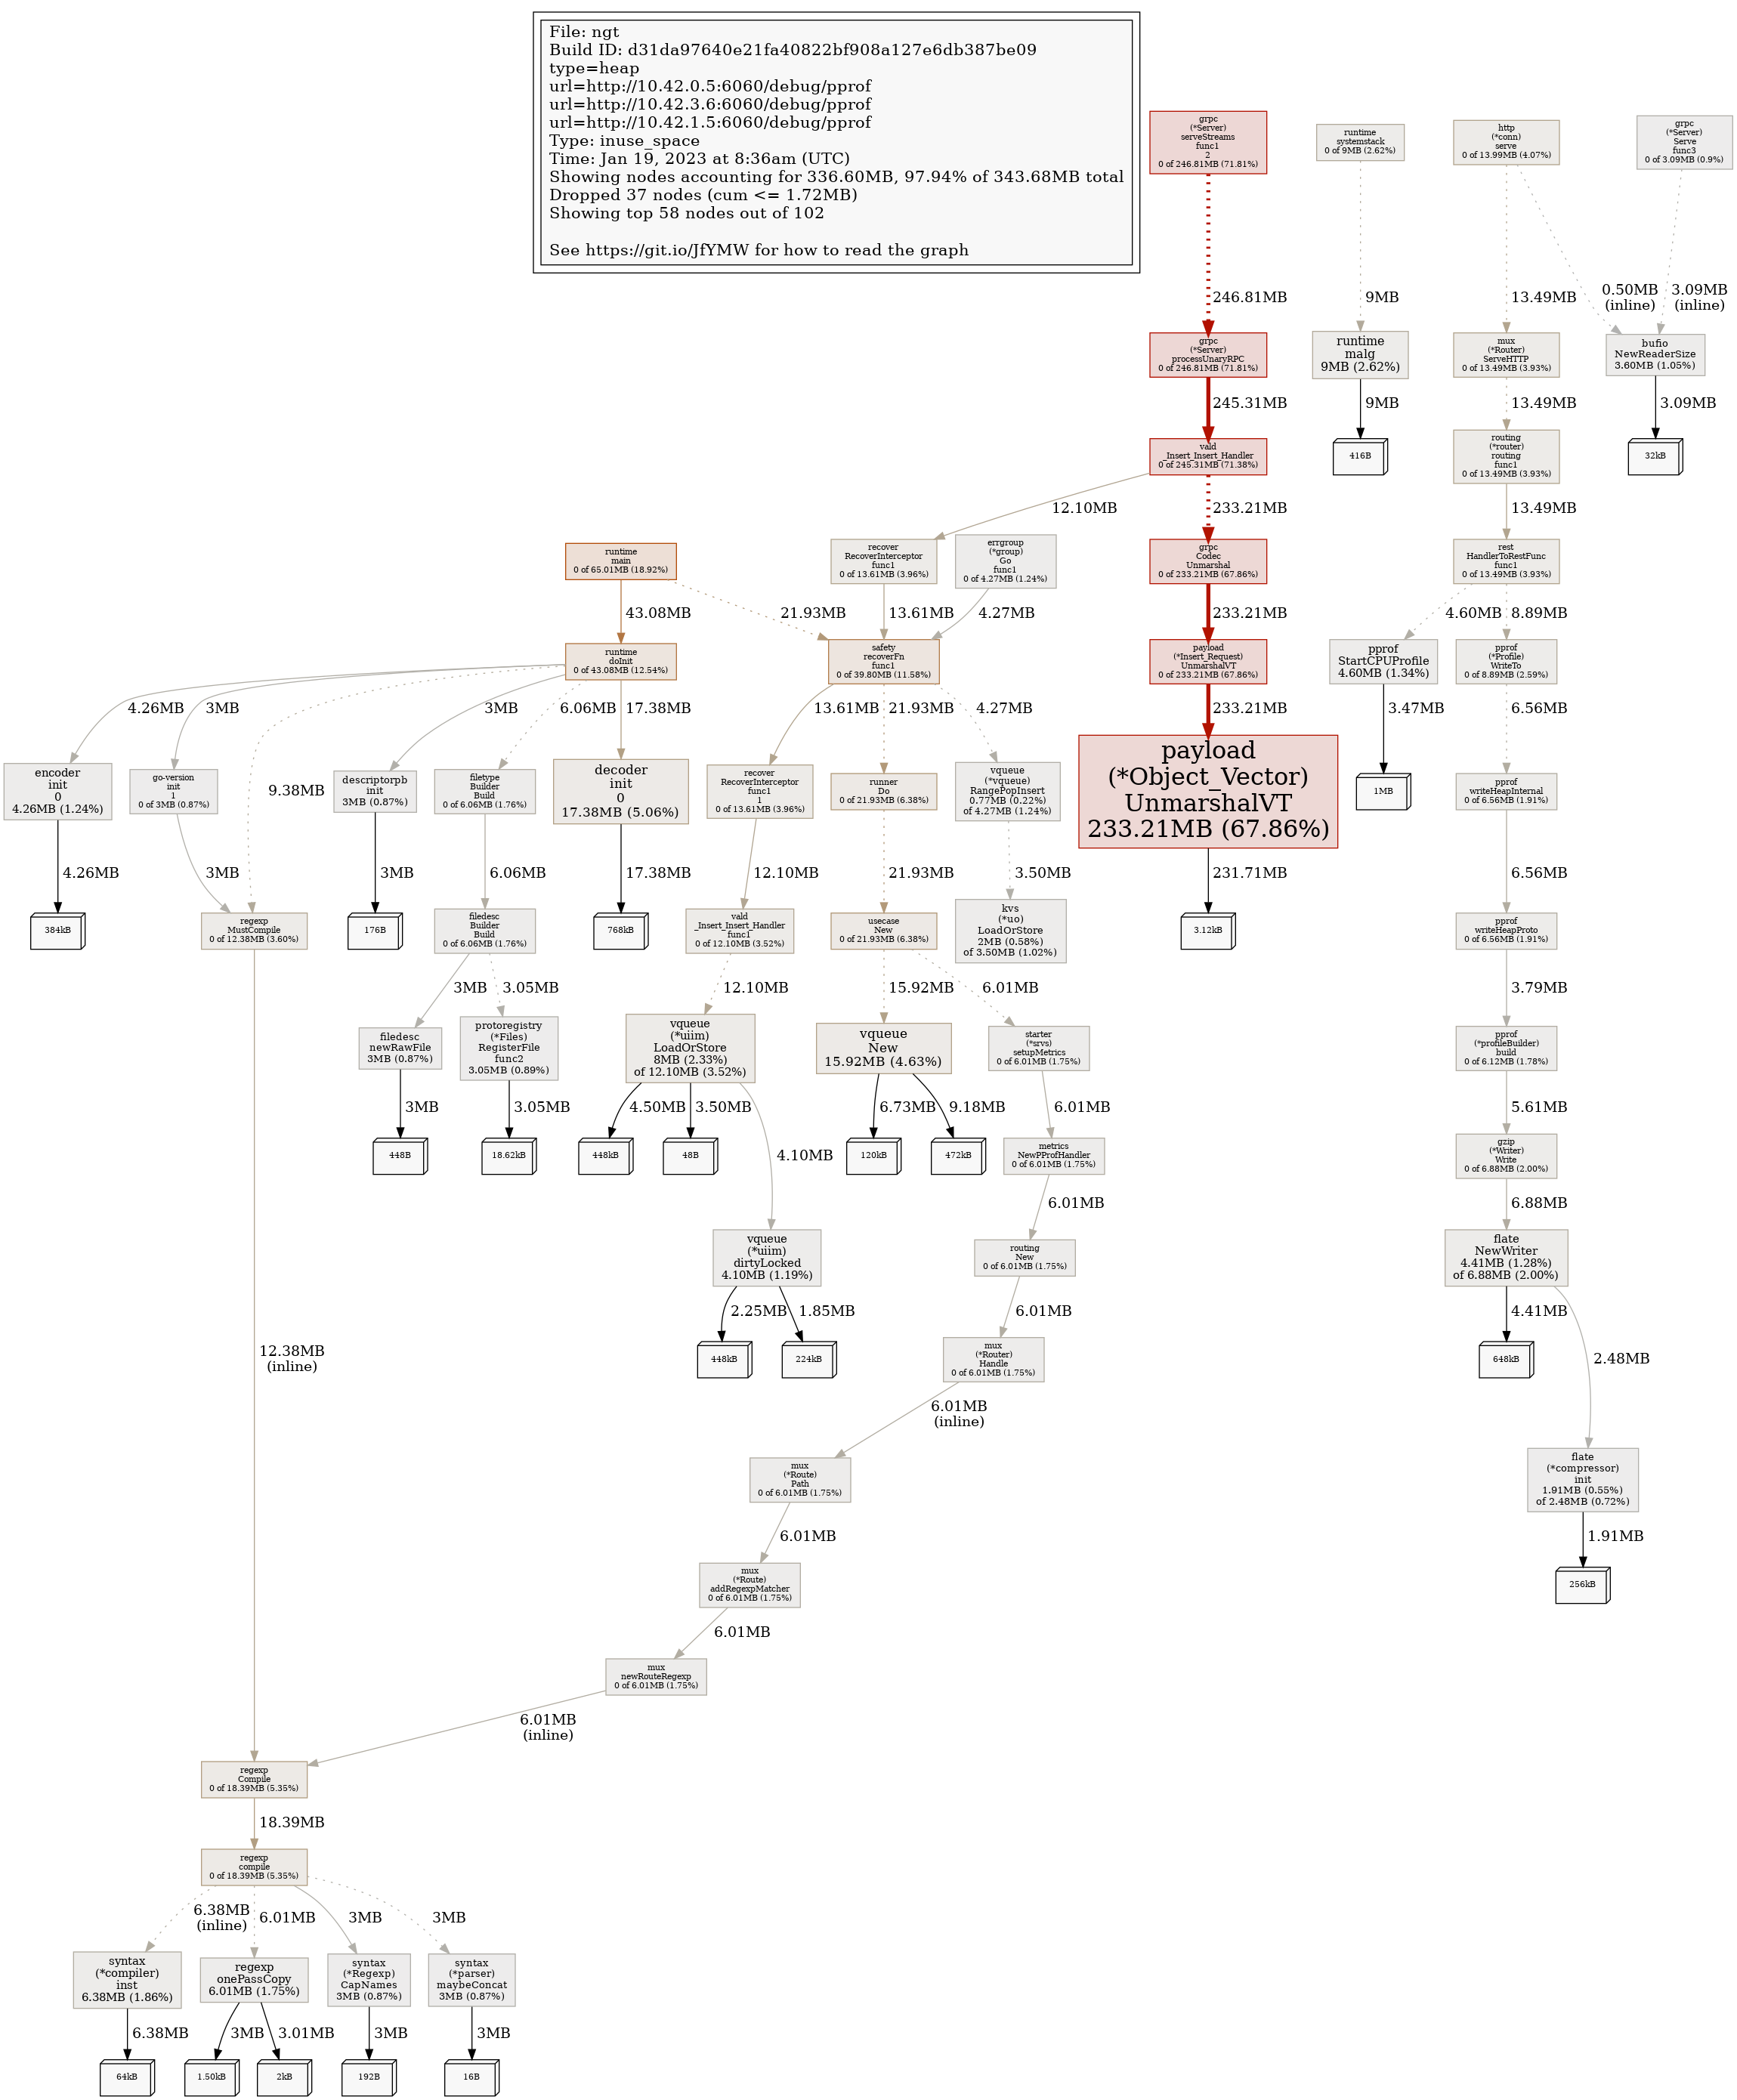 File: ngt
Build ID: d31da97640e21fa40822bf908a127e6db387be09
type=heap
url=http://10.42.0.5:6060/debug/pprof
url=http://10.42.3.6:6060/debug/pprof
url=http://10.42.1.5:6060/debug/pprof
Type: inuse_space
Time: Jan 19, 2023 at 8:36am (UTC)
Showing nodes accounting for 336.60MB, 97.94% of 343.68MB total
Dropped 37 nodes (cum <= 1.72MB)
Showing top 58 nodes out of 102
See https://git.io/JfYMW for how to read the graph
grpc
(*Server)
serveStreams
func1
2
0 of 246.81MB (71.81%)
runtime
systemstack
0 of 9MB (2.62%)
http
(*conn)
serve
0 of 13.99MB (4.07%)
grpc
(*Server)
Serve
func3
0 of 3.09MB (0.9%)
246.81MB
9MB
13.49MB
0.50MB
(inline)
3.09MB
(inline)
grpc
(*Server)
processUnaryRPC
0 of 246.81MB (71.81%)
runtime
malg
9MB (2.62%)
mux
(*Router)
ServeHTTP
0 of 13.49MB (3.93%)
bufio
NewReaderSize
3.60MB (1.05%)
245.31MB
9MB
13.49MB
3.09MB
vald
_Insert_Insert_Handler
0 of 245.31MB (71.38%)
416B
routing
(*router)
routing
func1
0 of 13.49MB (3.93%)
32kB
12.10MB
233.21MB
13.49MB
runtime
main
0 of 65.01MB (18.92%)
recover
RecoverInterceptor
func1
0 of 13.61MB (3.96%)
errgroup
(*group)
Go
func1
0 of 4.27MB (1.24%)
grpc
Codec
Unmarshal
0 of 233.21MB (67.86%)
rest
HandlerToRestFunc
func1
0 of 13.49MB (3.93%)
43.08MB
21.93MB
13.61MB
4.27MB
233.21MB
4.60MB
8.89MB
runtime
doInit
0 of 43.08MB (12.54%)
safety
recoverFn
func1
0 of 39.80MB (11.58%)
payload
(*Insert_Request)
UnmarshalVT
0 of 233.21MB (67.86%)
pprof
StartCPUProfile
4.60MB (1.34%)
pprof
(*Profile)
WriteTo
0 of 8.89MB (2.59%)
4.26MB
3MB
9.38MB
3MB
6.06MB
17.38MB
13.61MB
21.93MB
4.27MB
233.21MB
3.47MB
6.56MB
encoder
init
0
4.26MB (1.24%)
go-version
init
1
0 of 3MB (0.87%)
descriptorpb
init
3MB (0.87%)
filetype
Builder
Build
0 of 6.06MB (1.76%)
decoder
init
0
17.38MB (5.06%)
recover
RecoverInterceptor
func1
1
0 of 13.61MB (3.96%)
runner
Do
0 of 21.93MB (6.38%)
vqueue
(*vqueue)
RangePopInsert
0.77MB (0.22%)
of 4.27MB (1.24%)
payload
(*Object_Vector)
UnmarshalVT
233.21MB (67.86%)
1MB
pprof
writeHeapInternal
0 of 6.56MB (1.91%)
4.26MB
3MB
3MB
6.06MB
17.38MB
12.10MB
21.93MB
3.50MB
231.71MB
6.56MB
384kB
regexp
MustCompile
0 of 12.38MB (3.60%)
176B
filedesc
Builder
Build
0 of 6.06MB (1.76%)
768kB
vald
_Insert_Insert_Handler
func1
0 of 12.10MB (3.52%)
usecase
New
0 of 21.93MB (6.38%)
kvs
(*uo)
LoadOrStore
2MB (0.58%)
of 3.50MB (1.02%)
3.12kB
pprof
writeHeapProto
0 of 6.56MB (1.91%)
3MB
3.05MB
12.10MB
15.92MB
6.01MB
3.79MB
filedesc
newRawFile
3MB (0.87%)
protoregistry
(*Files)
RegisterFile
func2
3.05MB (0.89%)
vqueue
(*uiim)
LoadOrStore
8MB (2.33%)
of 12.10MB (3.52%)
vqueue
New
15.92MB (4.63%)
starter
(*srvs)
setupMetrics
0 of 6.01MB (1.75%)
pprof
(*profileBuilder)
build
0 of 6.12MB (1.78%)
3MB
3.05MB
4.50MB
3.50MB
4.10MB
6.73MB
9.18MB
6.01MB
5.61MB
448B
18.62kB
448kB
48B
120kB
472kB
metrics
NewPProfHandler
0 of 6.01MB (1.75%)
gzip
(*Writer)
Write
0 of 6.88MB (2.00%)
6.01MB
6.88MB
vqueue
(*uiim)
dirtyLocked
4.10MB (1.19%)
routing
New
0 of 6.01MB (1.75%)
flate
NewWriter
4.41MB (1.28%)
of 6.88MB (2.00%)
2.25MB
1.85MB
6.01MB
4.41MB
2.48MB
448kB
224kB
mux
(*Router)
Handle
0 of 6.01MB (1.75%)
648kB
12.38MB
(inline)
6.01MB
(inline)
mux
(*Route)
Path
0 of 6.01MB (1.75%)
flate
(*compressor)
init
1.91MB (0.55%)
of 2.48MB (0.72%)
6.01MB
1.91MB
mux
(*Route)
addRegexpMatcher
0 of 6.01MB (1.75%)
256kB
6.01MB
mux
newRouteRegexp
0 of 6.01MB (1.75%)
6.01MB
(inline)
regexp
Compile
0 of 18.39MB (5.35%)
18.39MB
regexp
compile
0 of 18.39MB (5.35%)
6.38MB
(inline)
6.01MB
3MB
3MB
syntax
(*compiler)
inst
6.38MB (1.86%)
regexp
onePassCopy
6.01MB (1.75%)
syntax
(*Regexp)
CapNames
3MB (0.87%)
syntax
(*parser)
maybeConcat
3MB (0.87%)
6.38MB
3MB
3.01MB
3MB
3MB
64kB
1.50kB
2kB
192B
16B